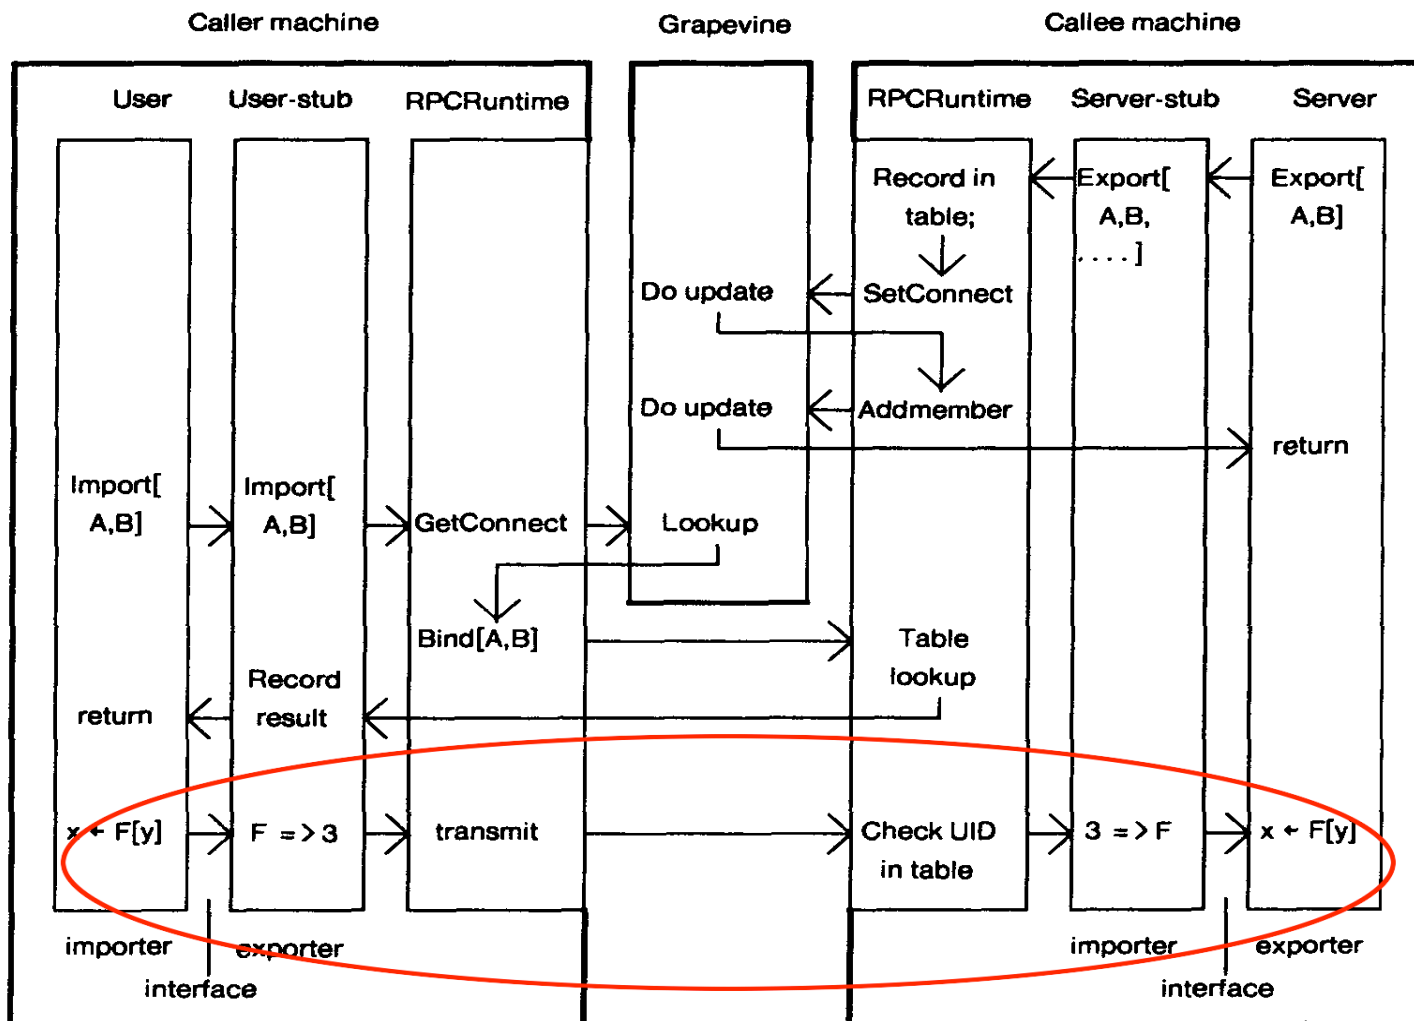 Caller machine
Grapevine
Callee machine
User
User-stub
RPCRuntime
RPCRuntime
Server-stub
Server
Record in
table;
Export[
A,B,
. . . . ]
Export[
A,B]
Do update
SetConnect
Do update
Addmember
return
Import[
A,B]
Import[
A,B]
GetConnect
Lookup
Bind[A,B]
Table
lookup
return
Record
result
x ← F[y]
F = > 3
transmit
Check UID
in table
3 = > F
x ← F[y]
importer
exporter
importer
exporter
interface
interface